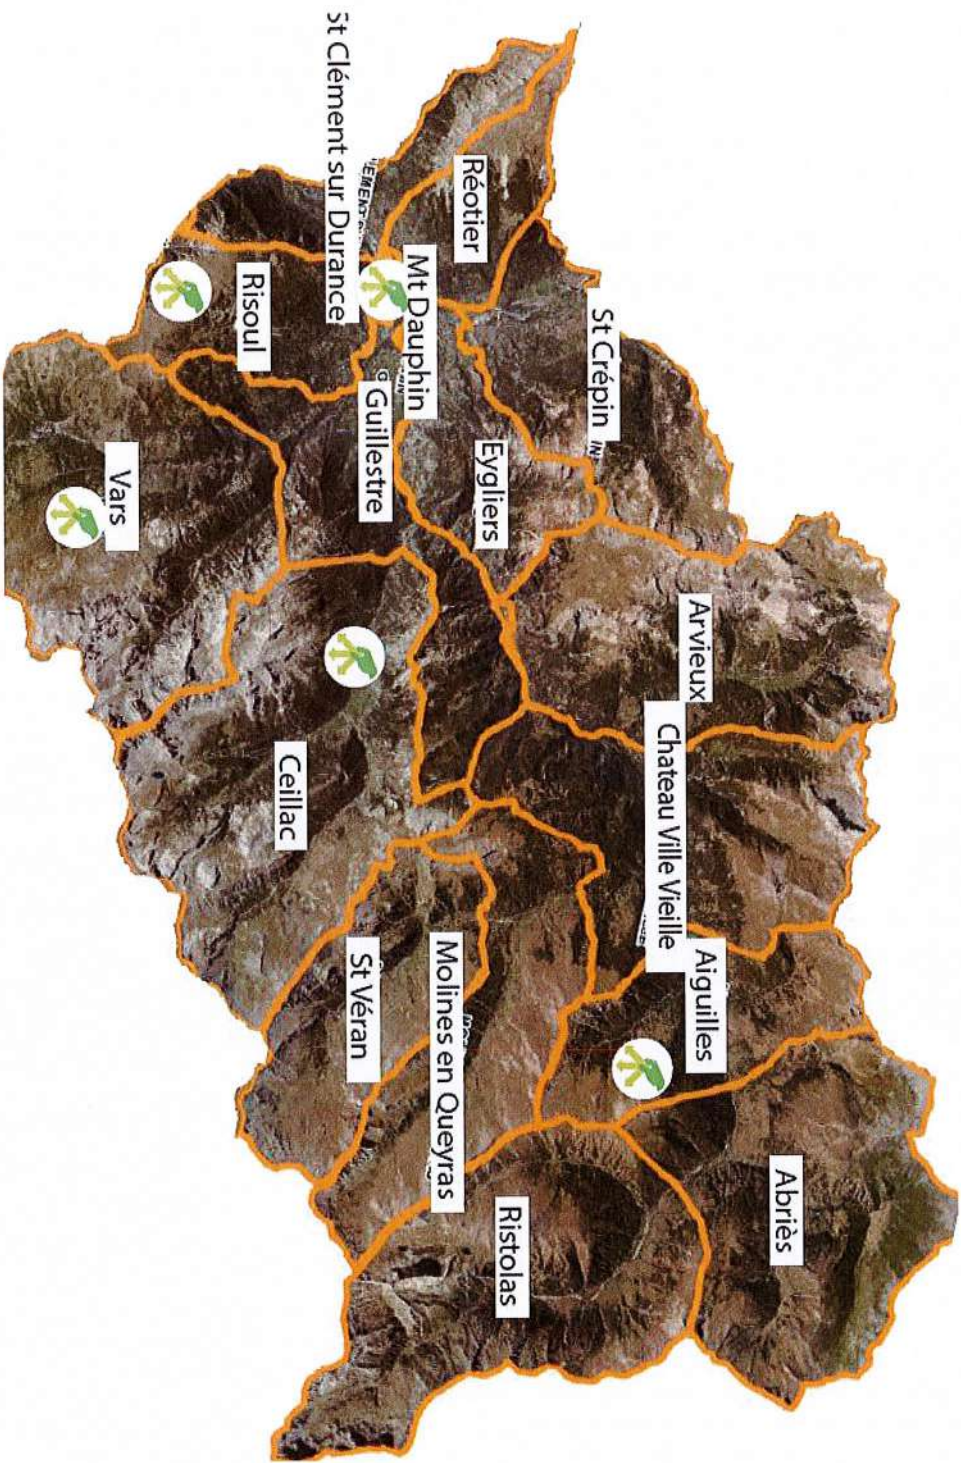 St Crépin
Arvieux
Abriès
Réotier
Eygliers
Chateau Ville Vieille
Aiguilles
Mt Dauphin
Guillestre
Molines en Queyras
Ristolas
St Clément sur Durance
Risoul
Ceillac
St Véran
Vars